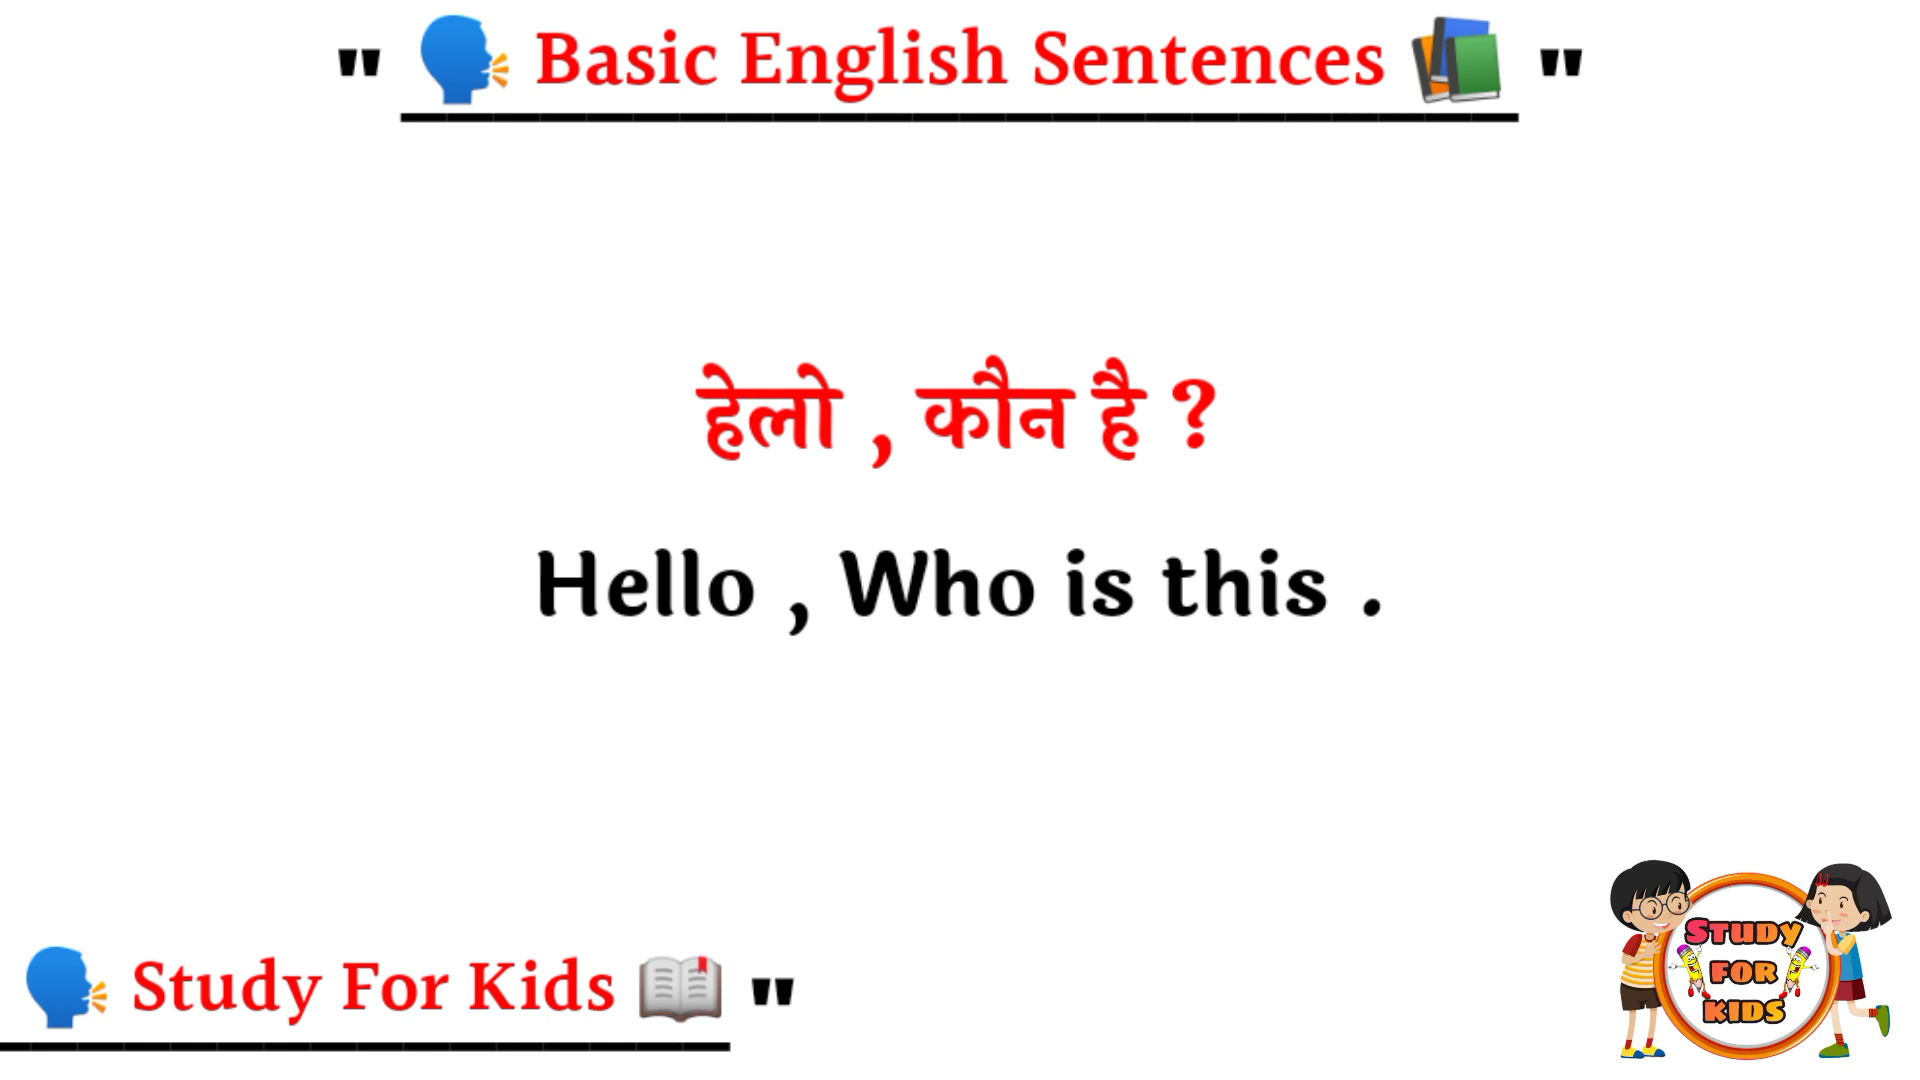 " 🗣️ Basic English Sentences 📚 "
हेलो , कौन है ?
Hello , Who is this .
🗣️ Study For Kids 📖 "
STUDY
FOR
KIDS